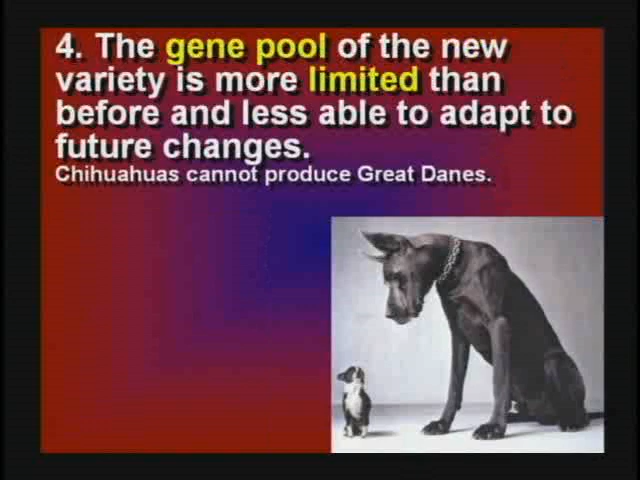 4. The gene pool of the new
variety is more limited than
before and less able to adapt to
future changes.
Chihuahuas cannot produce Great Danes.